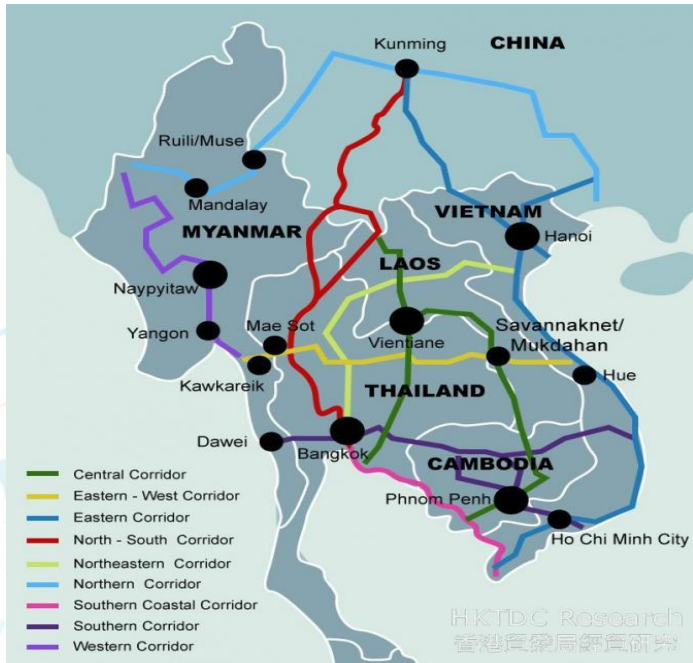 CHINA
Kunming
Ruili/Muse
Mandalay
MYANMAR
VIETNAM
Hanoi
LAOS
Naypyitaw
Yangon
Mae Sot
Vientiane
Savannaknet/
Mukdahan
Kawkareik
THAILAND
Hue
Dawei
Bangkok
CAMBODIA
Phnom Penh
Ho Chi Minh City
Central Corridor
Eastern - West Corridor
Eastern Corridor
North - South Corridor
Northeastern Corridor
Northern Corridor
Southern Coastal Corridor
Southern Corridor
Western Corridor
HKTDC Research
香港貿發局經貿研究